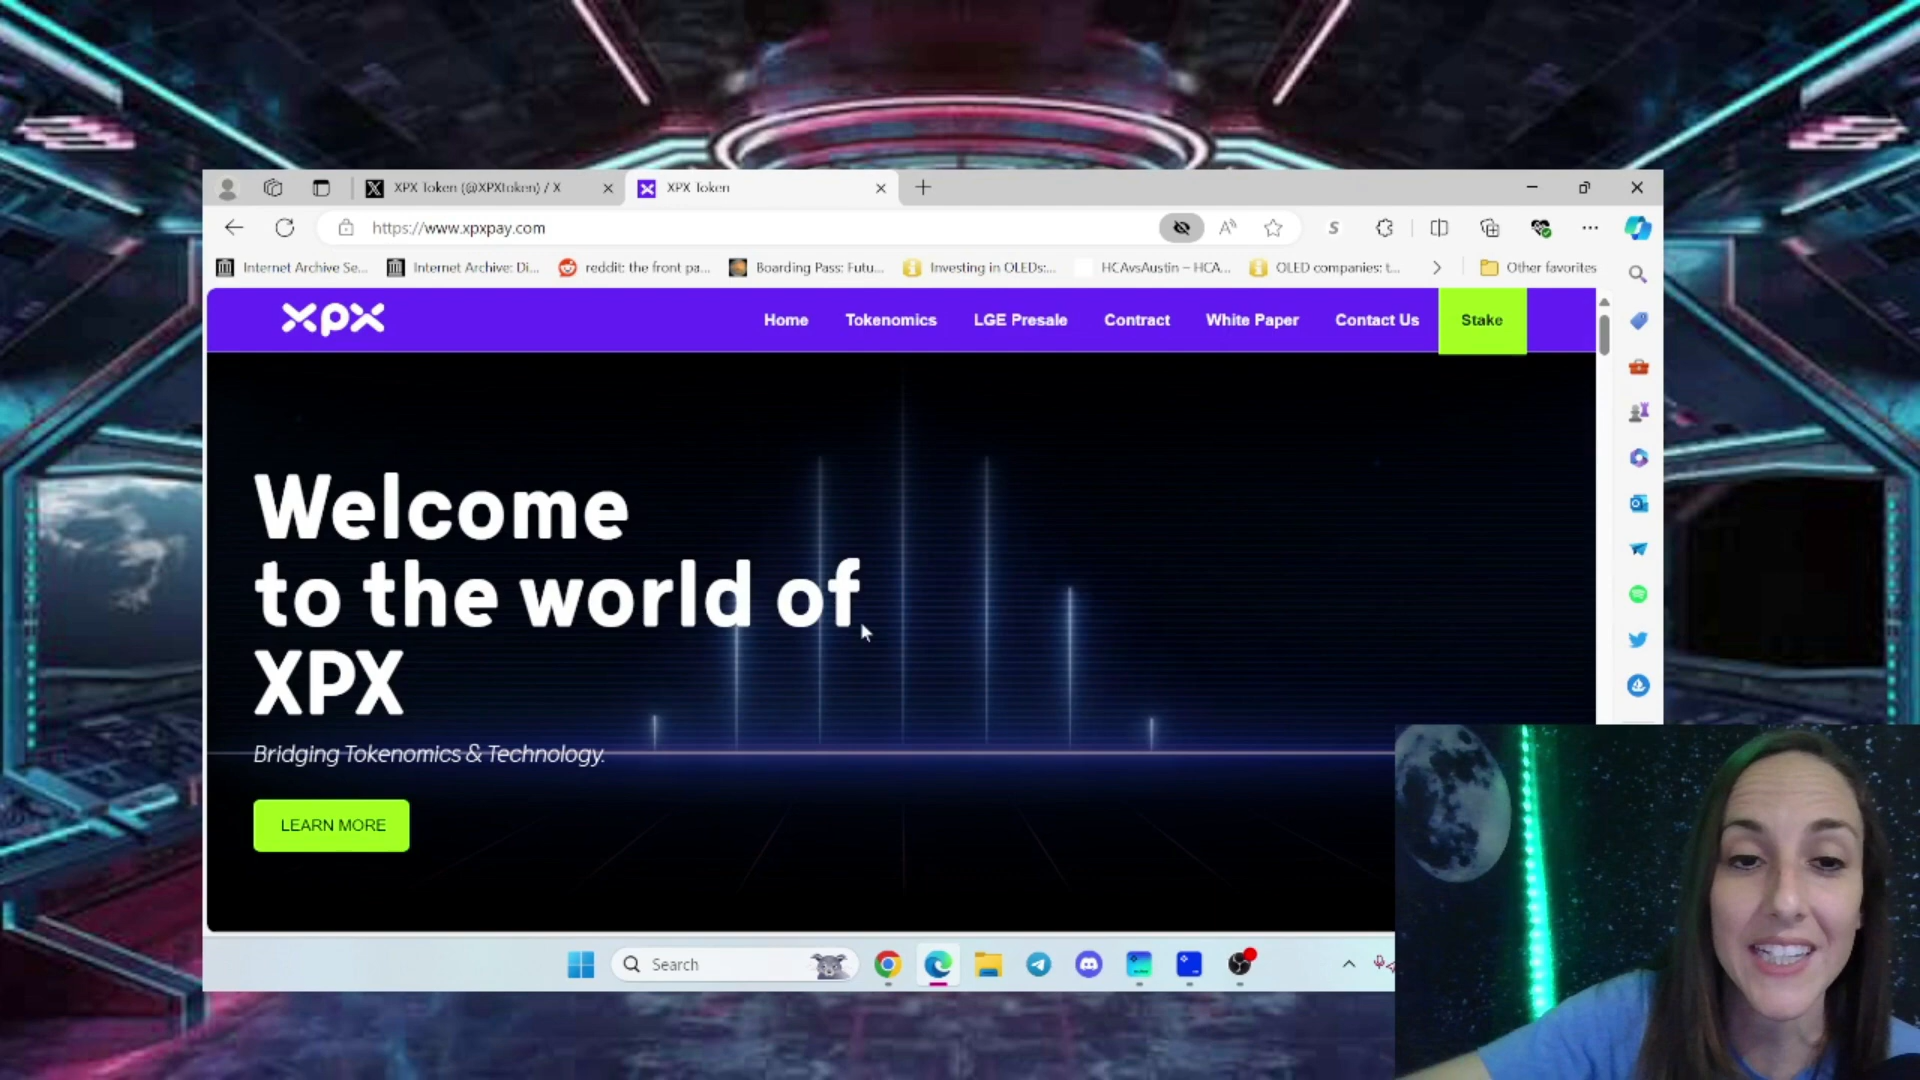 XPX Token (@XPXtoken) / X
XPX Token
https://www.xpxpay.com
Internet Archive Se...
Internet Archive: Di...
reddit: the front pa...
Boarding Pass: Futu...
Investing in OLEDs:...
HCAvsAustin – HCA...
OLED companies: t...
Other favorites
xpx
Home
Tokenomics
LGE Presale
Contract
White Paper
Contact Us
Stake
Welcome
to the world of
XPX
Bridging Tokenomics & Technology.
LEARN MORE
Search